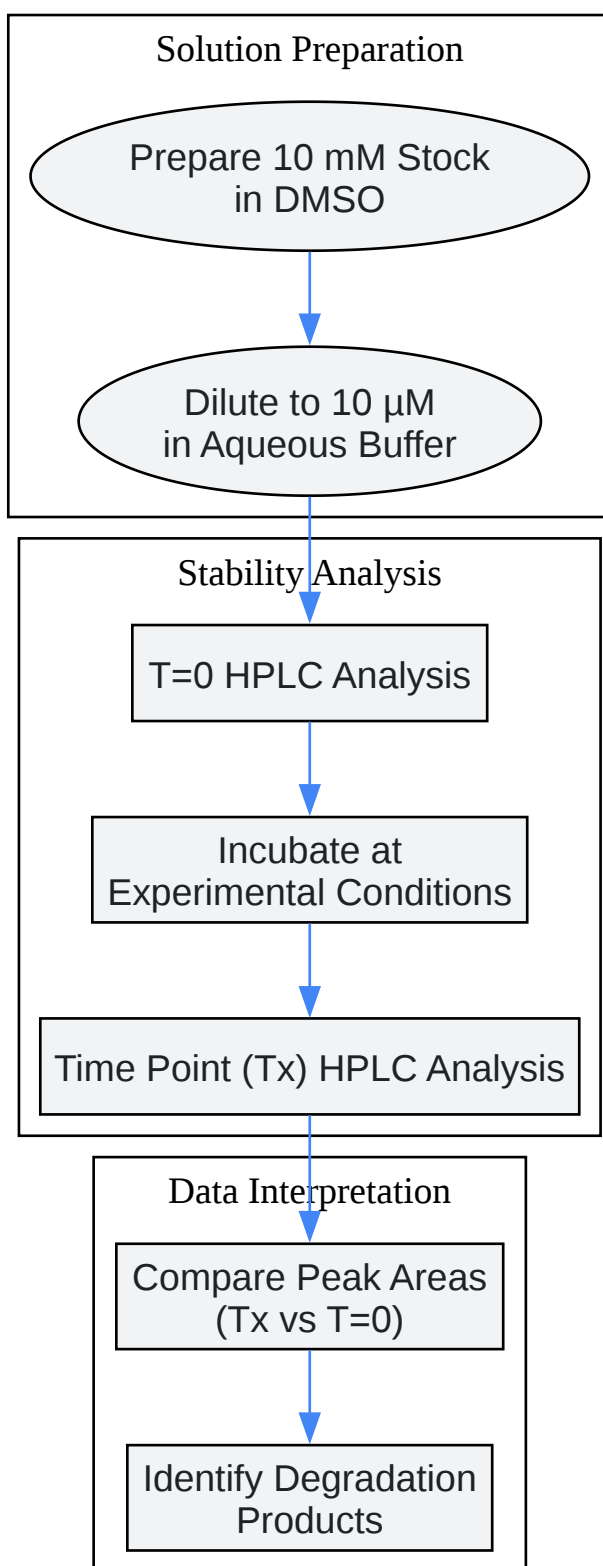 Solution Preparation
Prepare 10 mM Stock
in DMSO
Dilute to 10 µM
in Aqueous Buffer
Stability Analysis
T=0 HPLC Analysis
Incubate at
Experimental Conditions
Time Point (Tx) HPLC Analysis
Data Interpretation
Compare Peak Areas
(Tx vs T=0)
Identify Degradation
Products